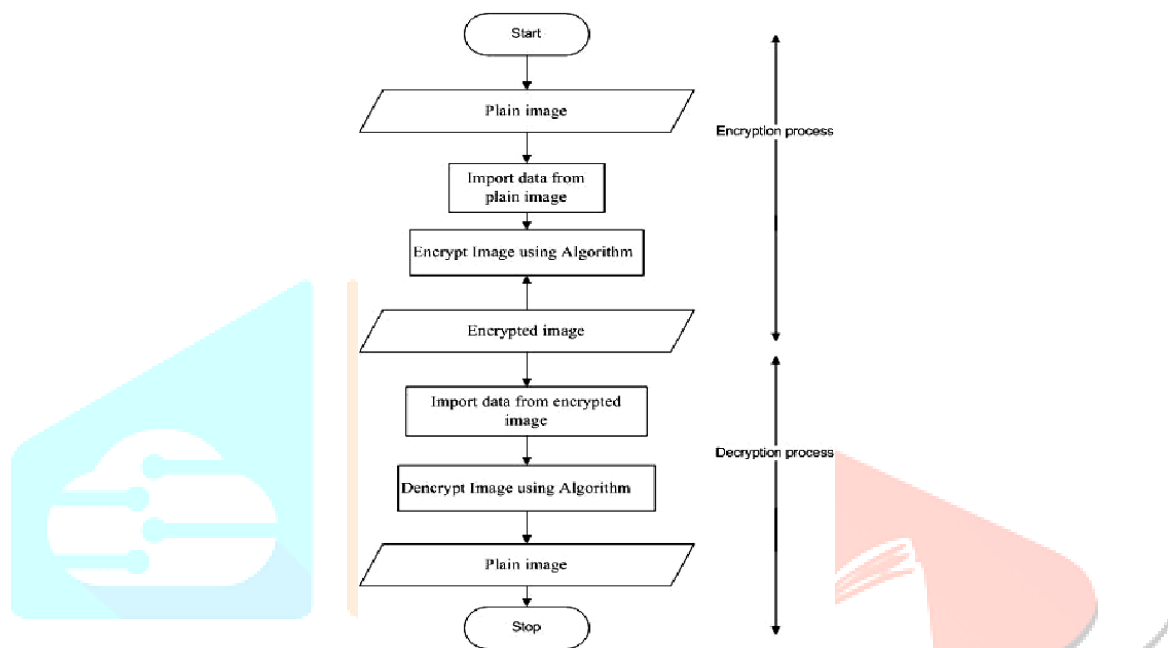 Start
Plain image
Encryption process
Import data from
plain image
Encrypt Image using Algorithm
Encrypted image
Import data from encrypted
image
Decryption process
Dencrypt Image using Algorithm
Plain image
Stop